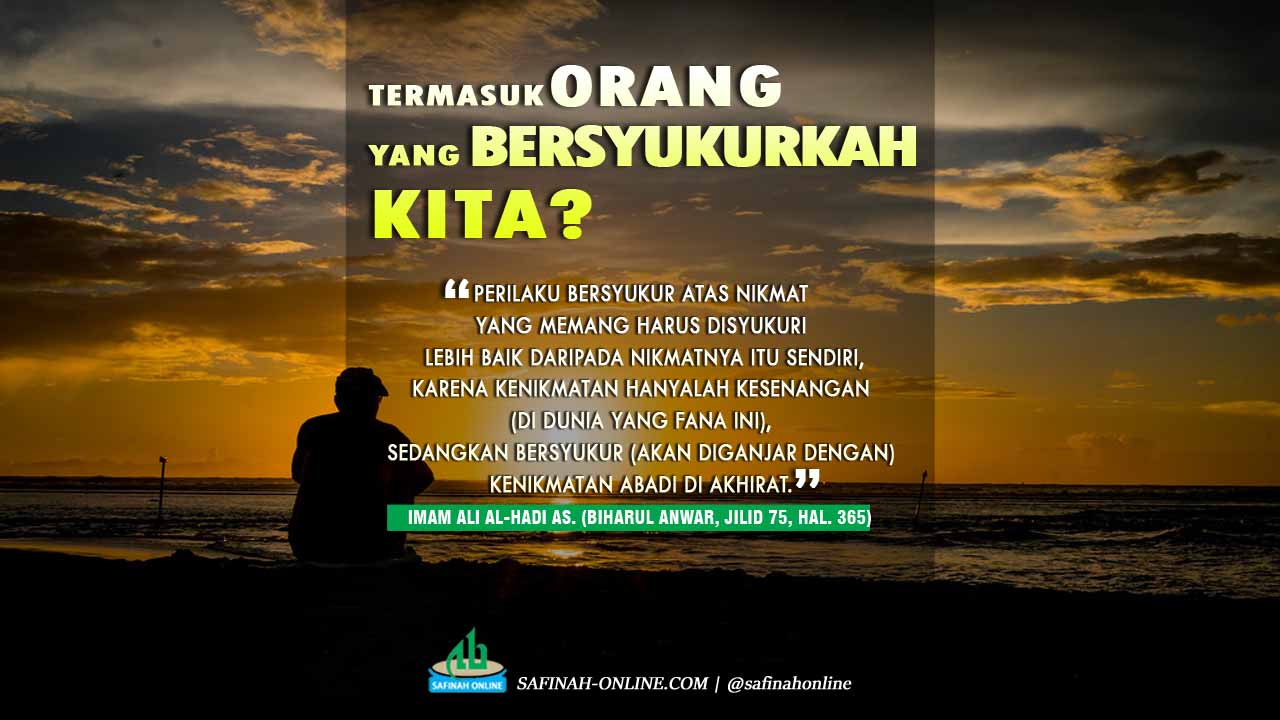 TERMASUK ORANG
YANG BERSYUKURKAH
KITA?
“PERILAKU BERSYUKUR ATAS NIKMAT
YANG MEMANG HARUS DISYUKURI
LEBIH BAIK DARIPADA NIKMATNYA ITU SENDIRI,
KARENA KENIKMATAN HANYALAH KESENANGAN
(DI DUNIA YANG FANA INI),
SEDANGKAN BERSYUKUR (AKAN DIGANJAR DENGAN)
KENIKMATAN ABADI DI AKHIRAT.”
IMAM ALI AL-HADI AS. (BIHARUL ANWAR, JILID 75, HAL. 365)
SAFINAH ONLINE
SAFINAH-ONLINE.COM | @safinahonline